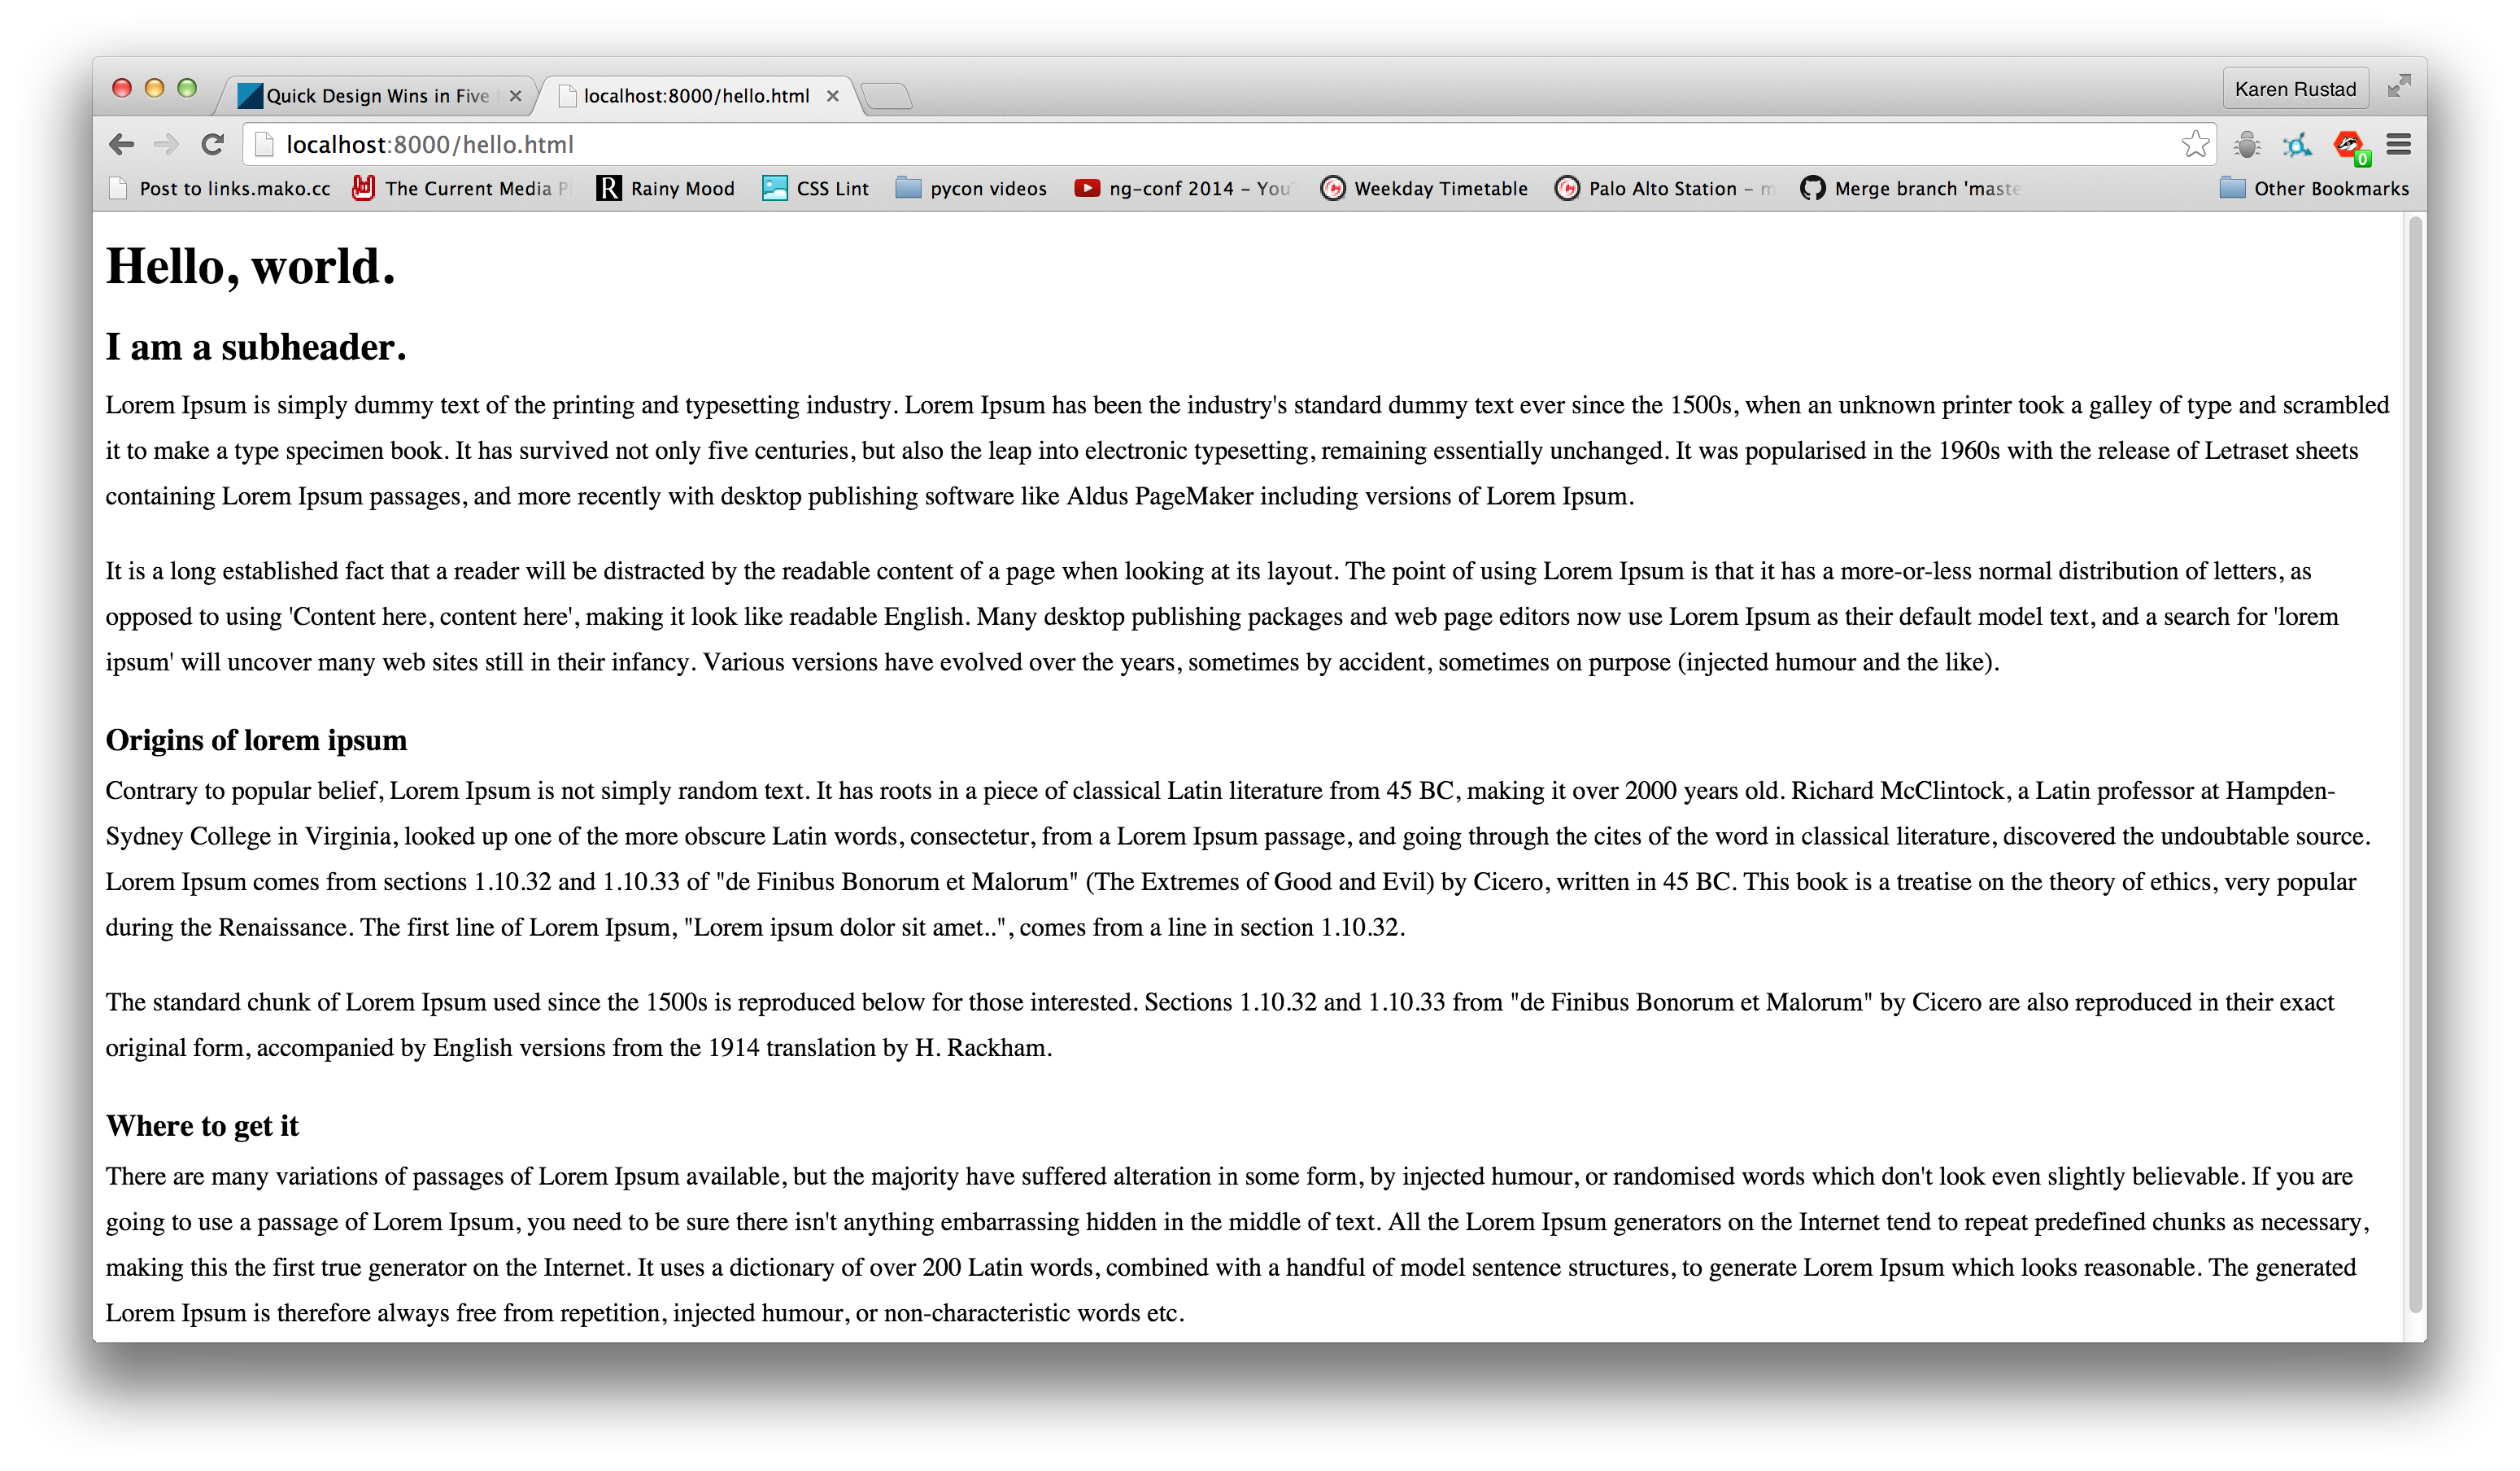 Quick Design Wins in Five
localhost:8000/hello.html
Karen Rustad
localhost:8000/hello.html
0
Post to links.mako.cc
The Current Media P
R Rainy Mood
CSS Lint
pycon videos
ng-conf 2014 – You
Weekday Timetable
Palo Alto Station – m
Merge branch 'maste
Other Bookmarks
Hello, world.
I am a subheader.
Lorem Ipsum is simply dummy text of the printing and typesetting industry. Lorem Ipsum has been the industry's standard dummy text ever since the 1500s, when an unknown printer took a galley of type and scrambled
it to make a type specimen book. It has survived not only five centuries, but also the leap into electronic typesetting, remaining essentially unchanged. It was popularised in the 1960s with the release of Letraset sheets
containing Lorem Ipsum passages, and more recently with desktop publishing software like Aldus PageMaker including versions of Lorem Ipsum.
It is a long established fact that a reader will be distracted by the readable content of a page when looking at its layout. The point of using Lorem Ipsum is that it has a more-or-less normal distribution of letters, as
opposed to using 'Content here, content here', making it look like readable English. Many desktop publishing packages and web page editors now use Lorem Ipsum as their default model text, and a search for 'lorem
ipsum' will uncover many web sites still in their infancy. Various versions have evolved over the years, sometimes by accident, sometimes on purpose (injected humour and the like).
Origins of lorem ipsum
Contrary to popular belief, Lorem Ipsum is not simply random text. It has roots in a piece of classical Latin literature from 45 BC, making it over 2000 years old. Richard McClintock, a Latin professor at Hampden-
Sydney College in Virginia, looked up one of the more obscure Latin words, consectetur, from a Lorem Ipsum passage, and going through the cites of the word in classical literature, discovered the undoubtable source.
Lorem Ipsum comes from sections 1.10.32 and 1.10.33 of "de Finibus Bonorum et Malorum" (The Extremes of Good and Evil) by Cicero, written in 45 BC. This book is a treatise on the theory of ethics, very popular
during the Renaissance. The first line of Lorem Ipsum, "Lorem ipsum dolor sit amet..", comes from a line in section 1.10.32.
The standard chunk of Lorem Ipsum used since the 1500s is reproduced below for those interested. Sections 1.10.32 and 1.10.33 from "de Finibus Bonorum et Malorum" by Cicero are also reproduced in their exact
original form, accompanied by English versions from the 1914 translation by H. Rackham.
Where to get it
There are many variations of passages of Lorem Ipsum available, but the majority have suffered alteration in some form, by injected humour, or randomised words which don't look even slightly believable. If you are
going to use a passage of Lorem Ipsum, you need to be sure there isn't anything embarrassing hidden in the middle of text. All the Lorem Ipsum generators on the Internet tend to repeat predefined chunks as necessary,
making this the first true generator on the Internet. It uses a dictionary of over 200 Latin words, combined with a handful of model sentence structures, to generate Lorem Ipsum which looks reasonable. The generated
Lorem Ipsum is therefore always free from repetition, injected humour, or non-characteristic words etc.